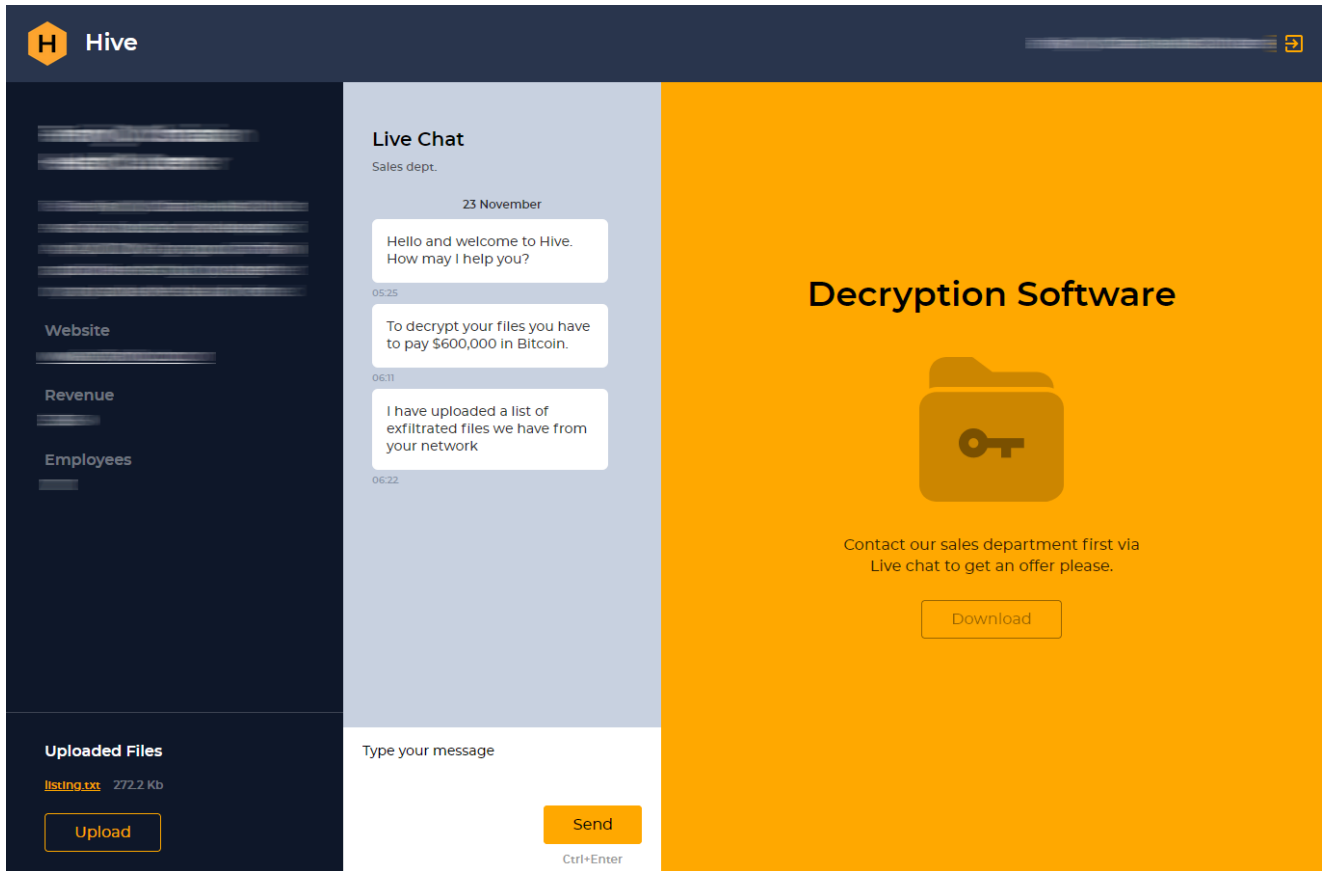 H
Hive
Website
Revenue
Employees
Uploaded Files
listing.txt 272.2 Kb
Upload
Live Chat
Sales dept.
23 November
Hello and welcome to Hive.
How may I help you?
05:25
To decrypt your files you have
to pay $600,000 in Bitcoin.
06:11
I have uploaded a list of
exfiltrated files we have from
your network
06:22
Type your message
Send
Ctrl+Enter
Decryption Software
Contact our sales department first via
Live chat to get an offer please.
Download